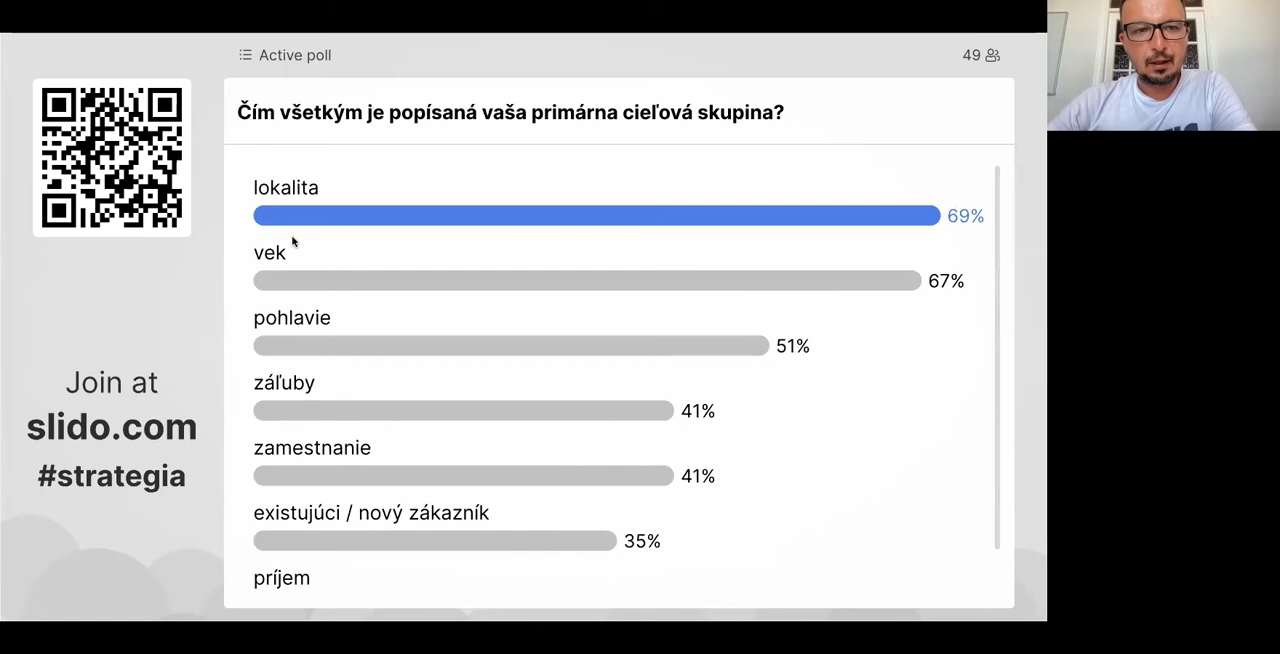 Active poll
49
Čím všetkým je popísaná vaša primárna cieľová skupina?
lokalita
69%
vek
67%
pohlavie
51%
záľuby
41%
zamestnanie
41%
existujúci / nový zákazník
35%
príjem
Join at
slido.com
#strategia